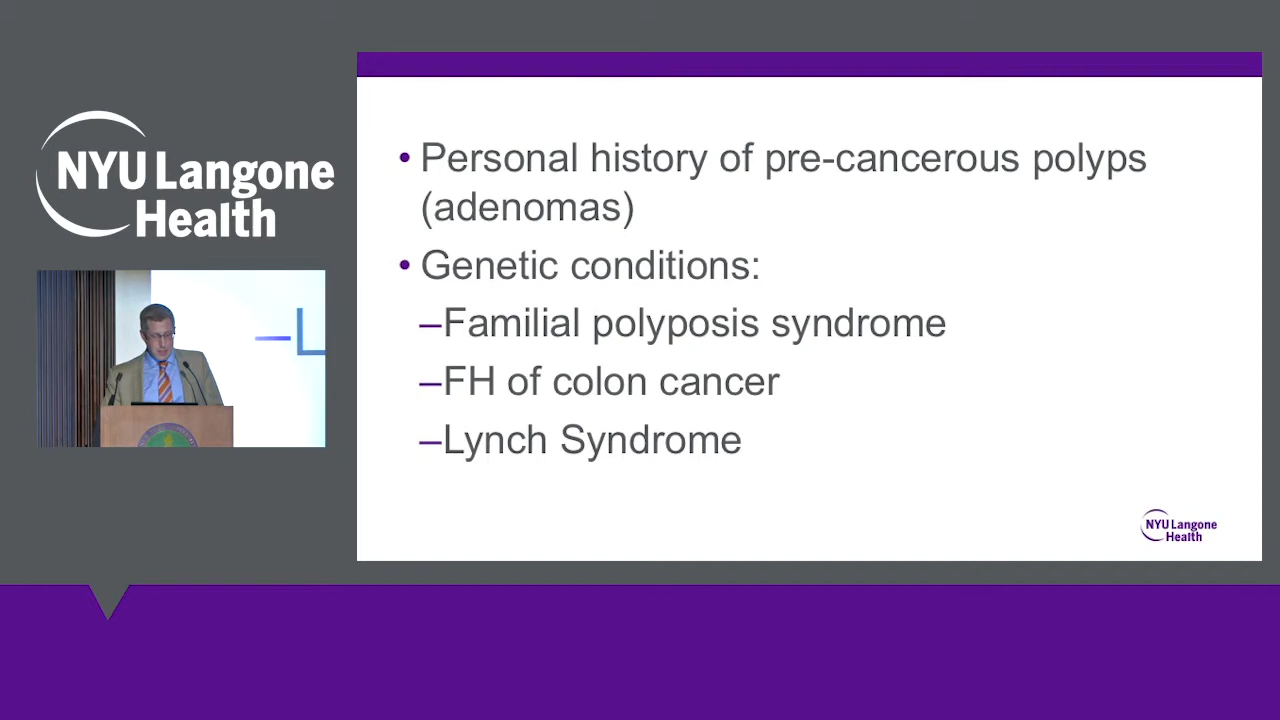 NYU Langone
Health
• Personal history of pre-cancerous polyps
(adenomas)
• Genetic conditions:
–Familial polyposis syndrome
–FH of colon cancer
–Lynch Syndrome
NYU Langone
Health